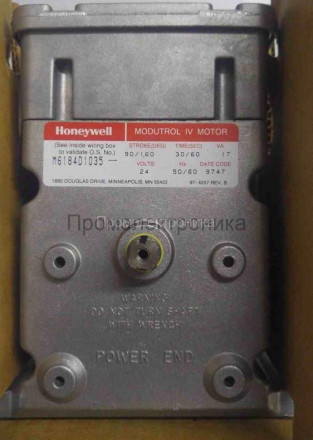 Honeywell
MODUTROL IV MOTOR
(See inside wiring box
to validate O.S. No.)
STROKE(DEG) TIME(SEC) VA
M6184D1035
90/160 30/60 17
VOLTS Hz DATE CODE
24 50/60 9747
1885 DOUGLAS DRIVE, MINNEAPOLIS, MN 55422
Промэлектроника
WARNING
DO NOT TURN SHAFT
WITH WRENCH
POWER END